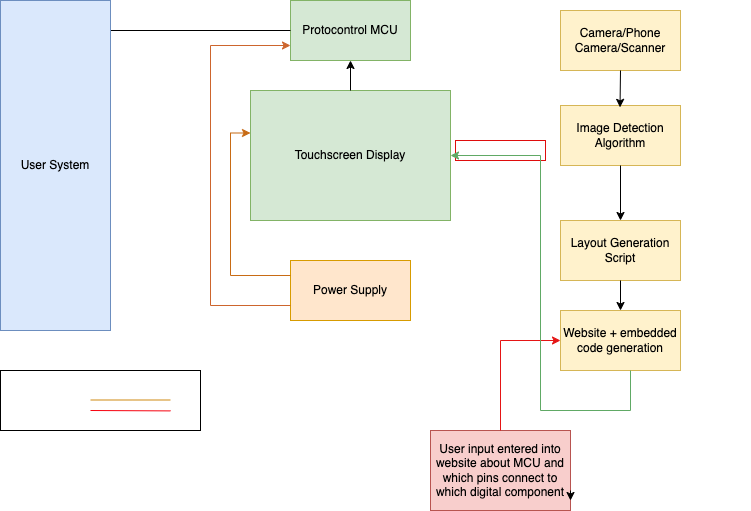 Protocontrol MCU
Camera/Phone
Camera/Scanner
Image Detection
Algorithm
User System
Touchscreen Display
Layout Generation
Script
Power Supply
Website + embedded
code generation
User input entered into
website about MCU and
which pins connect to
which digital component